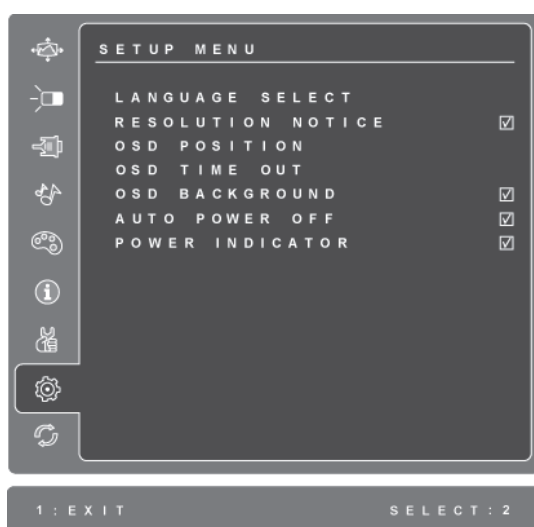 SETUP MENU
LANGUAGE SELECT
RESOLUTION NOTICE
OSD POSITION
OSD TIME OUT
OSD BACKGROUND
AUTO POWER OFF
POWER INDICATOR
1:EXIT SELECT:2